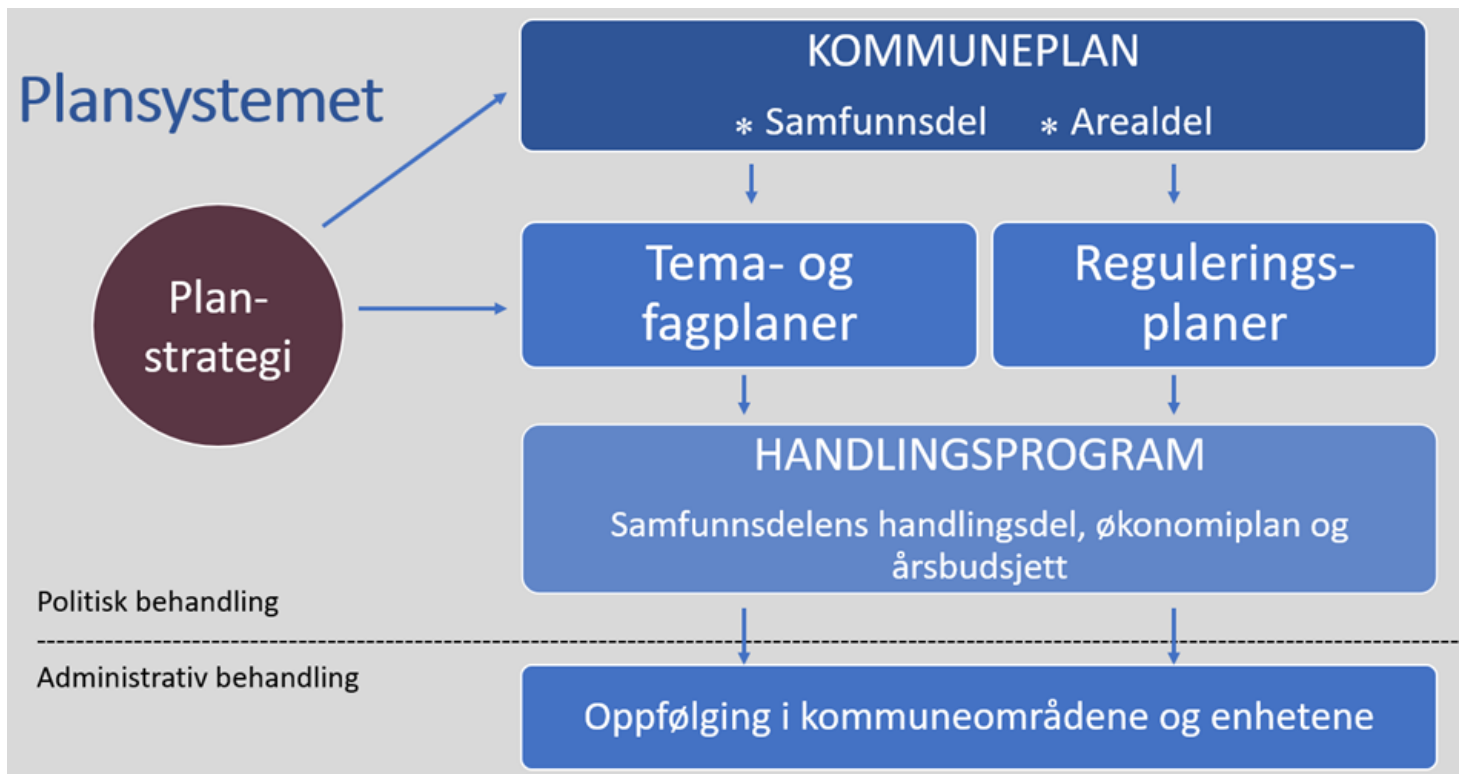 Plansystemet
KOMMUNEPLAN
* Samfunnsdel * Arealdel
Plan-
strategi
Tema- og
fagplaner
Regulerings-
planer
HANDLINGSPROGRAM
Samfunnsdelens handlingsdel, økonomiplan og
årsbudsjett
Politisk behandling
Administrativ behandling
Oppfølging i kommuneområdene og enhetene